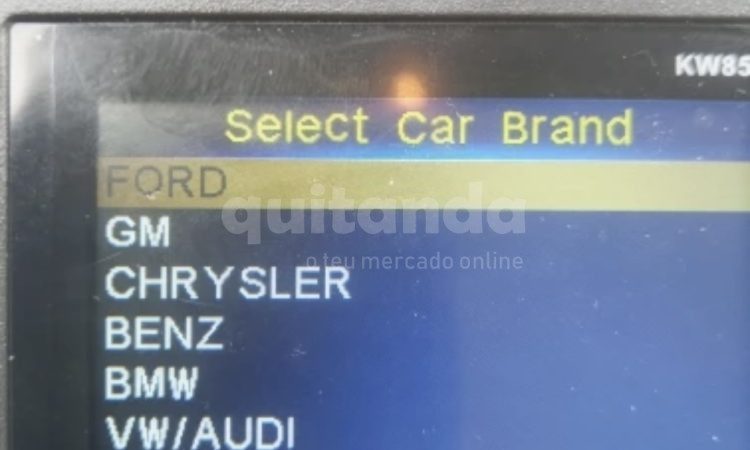 KW85
Select Car Brand
FORD
quitanda
GM
o teu mercado online
CHRYSLER
BENZ
BMW
VW/AUDI